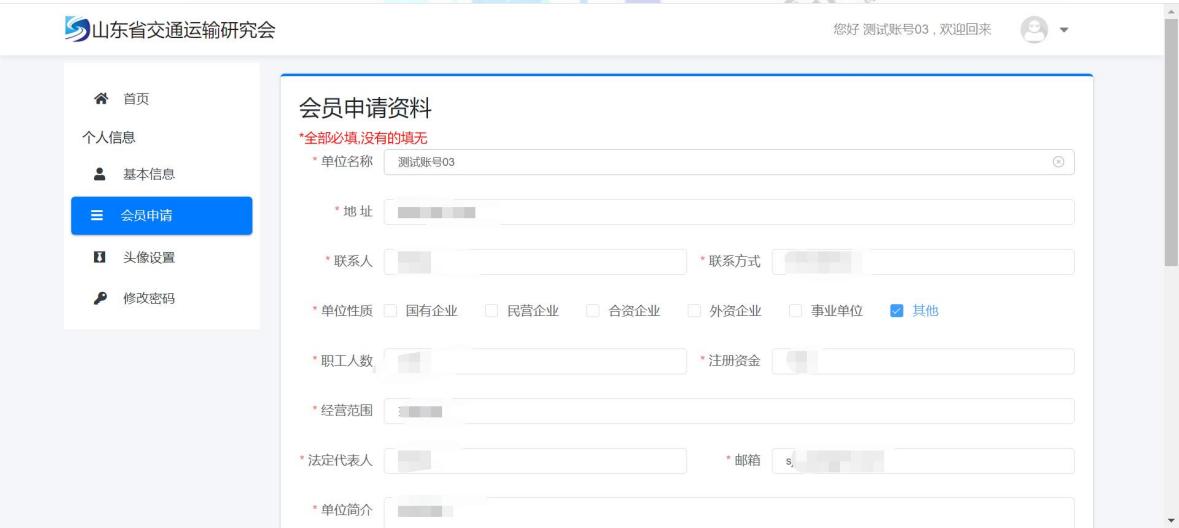 山东省交通运输研究会
您好 测试账号03 , 欢迎回来
首页
个人信息
基本信息
会员申请
头像设置
修改密码
会员申请资料
*全部必填,没有的填无
* 单位名称 测试账号03
* 地 址
* 联系人 * 联系方式
* 单位性质 国有企业 民营企业 合资企业 外资企业 事业单位 其他
* 职工人数 * 注册资金
* 经营范围
* 法定代表人 * 邮箱
* 单位简介